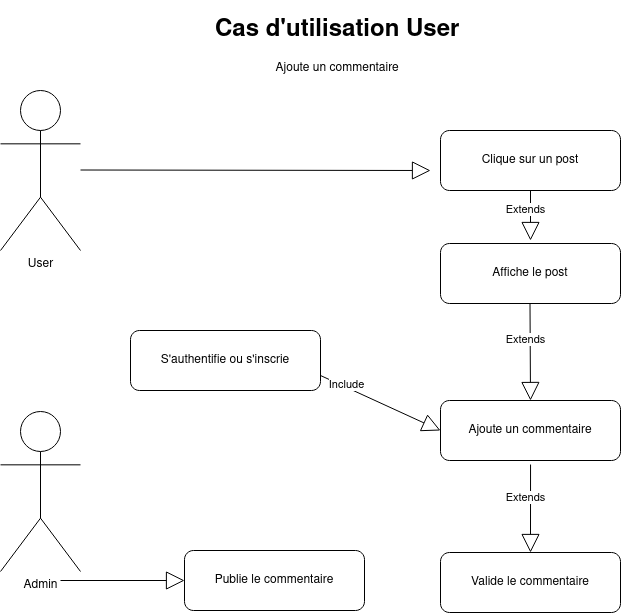 Cas d'utilisation User
Ajoute un commentaire
Clique sur un post
Extends
User
Affiche le post
Extends
S'authentifie ou s'inscrie
Include
Ajoute un commentaire
Extends
Admin
Publie le commentaire
Valide le commentaire